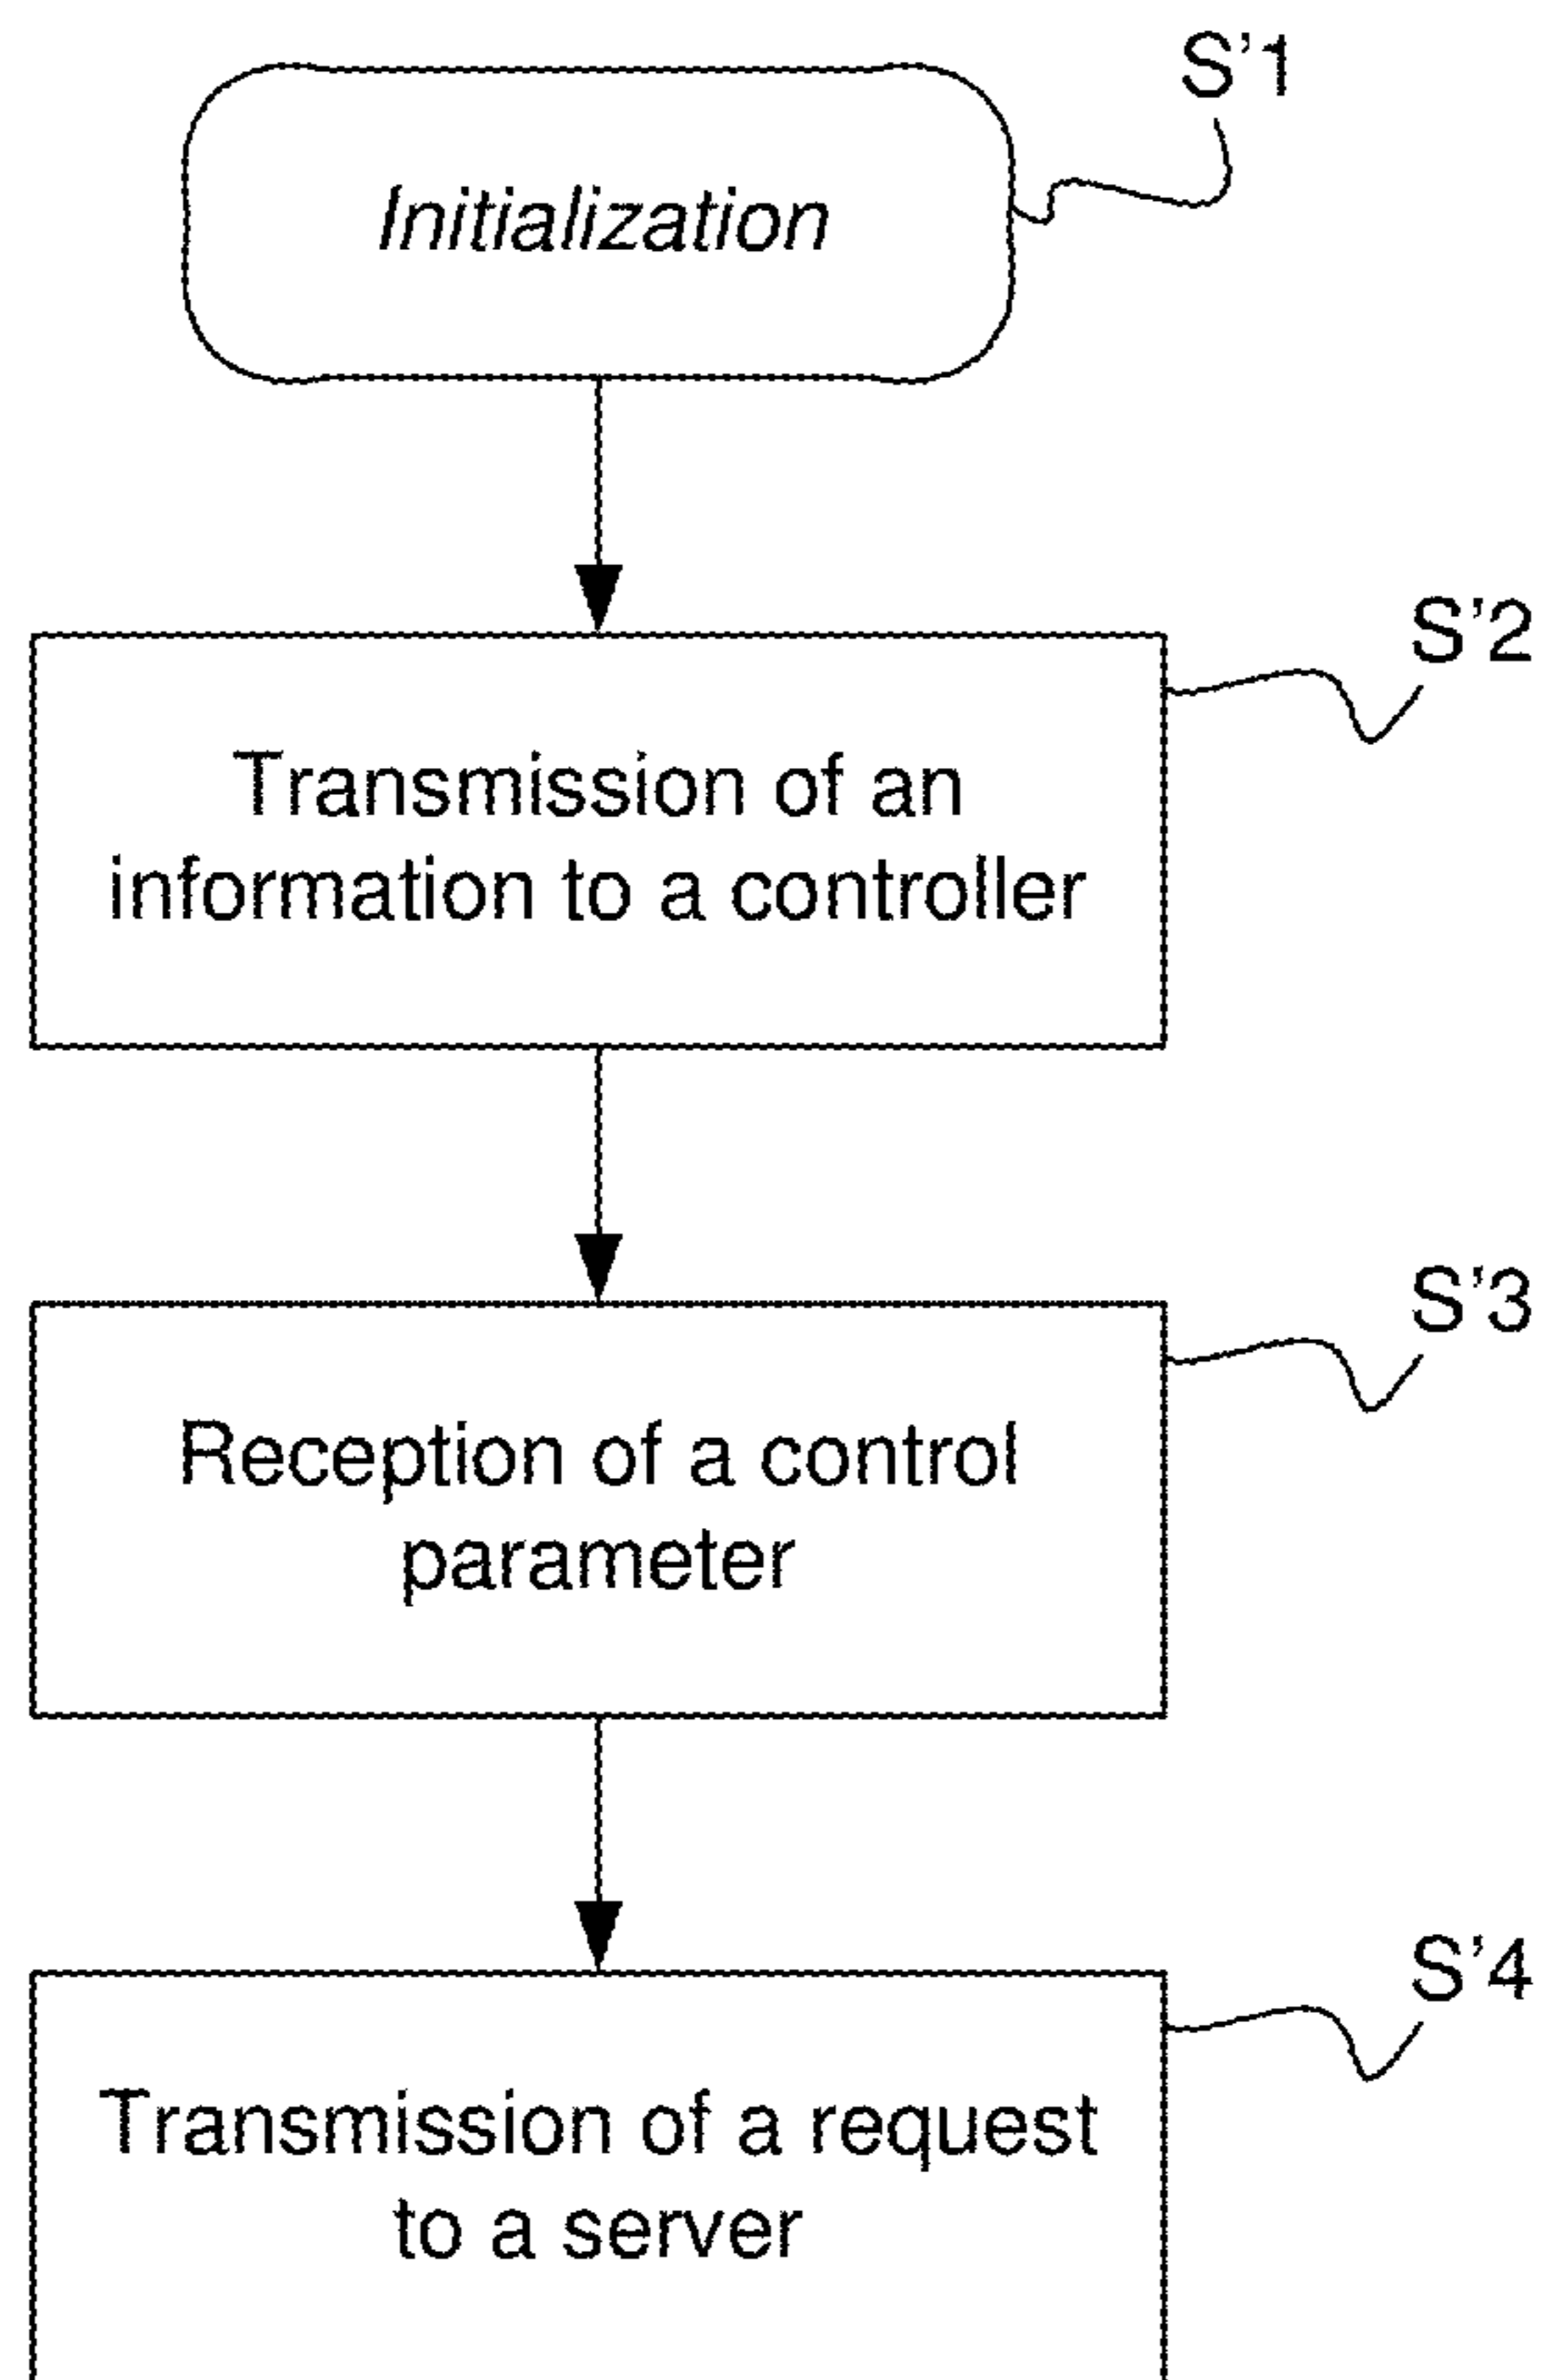 S'1
Initialization
S'2
Transmission of an
information to a controller
S'3
Reception of a control
parameter
S'4
Transmission of a request
to a server